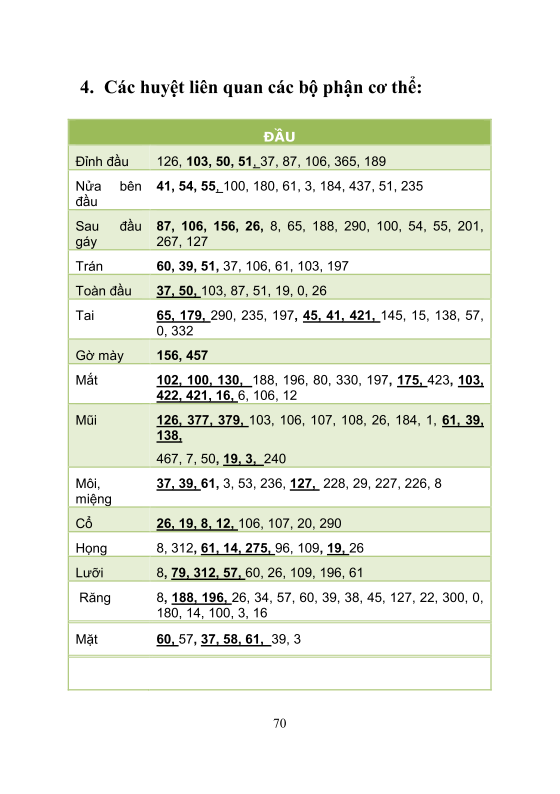 4. Các huyệt liên quan các bộ phận cơ thể:
ĐẦU
Đỉnh đầu 126, 103, 50, 51, 37, 87, 106, 365, 189
Nửa bên 41, 54, 55, 100, 180, 61, 3, 184, 437, 51, 235
đầu
Sau đầu 87, 106, 156, 26, 8, 65, 188, 290, 100, 54, 55, 201,
gáy 267, 127
Trán 60, 39, 51, 37, 106, 61, 103, 197
Toàn đầu 37, 50, 103, 87, 51, 19, 0, 26
Tai 65, 179, 290, 235, 197, 45, 41, 421, 145, 15, 138, 57,
0, 332
Gờ mày 156, 457
Mắt 102, 100, 130, 188, 196, 80, 330, 197, 175, 423, 103,
422, 421, 16, 6, 106, 12
Mũi 126, 377, 379, 103, 106, 107, 108, 26, 184, 1, 61, 39,
138,
467, 7, 50, 19, 3, 240
Môi, 37, 39, 61, 3, 53, 236, 127, 228, 29, 227, 226, 8
miệng
Cổ 26, 19, 8, 12, 106, 107, 20, 290
Họng 8, 312, 61, 14, 275, 96, 109, 19, 26
Lưỡi 8, 79, 312, 57, 60, 26, 109, 196, 61
Răng 8, 188, 196, 26, 34, 57, 60, 39, 38, 45, 127, 22, 300, 0,
180, 14, 100, 3, 16
Mặt 60, 57, 37, 58, 61, 39, 3
70